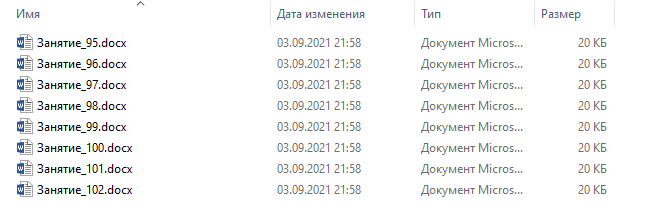 Имя Дата изменения Тип Размер
Занятие_95.docx 03.09.2021 21:58 Документ Micros... 20 КБ
Занятие_96.docx 03.09.2021 21:58 Документ Micros... 20 КБ
Занятие_97.docx 03.09.2021 21:58 Документ Micros... 20 КБ
Занятие_98.docx 03.09.2021 21:58 Документ Micros... 20 КБ
Занятие_99.docx 03.09.2021 21:58 Документ Micros... 20 КБ
Занятие_100.docx 03.09.2021 21:58 Документ Micros... 20 КБ
Занятие_101.docx 03.09.2021 21:58 Документ Micros... 20 КБ
Занятие_102.docx 03.09.2021 21:58 Документ Micros... 20 КБ